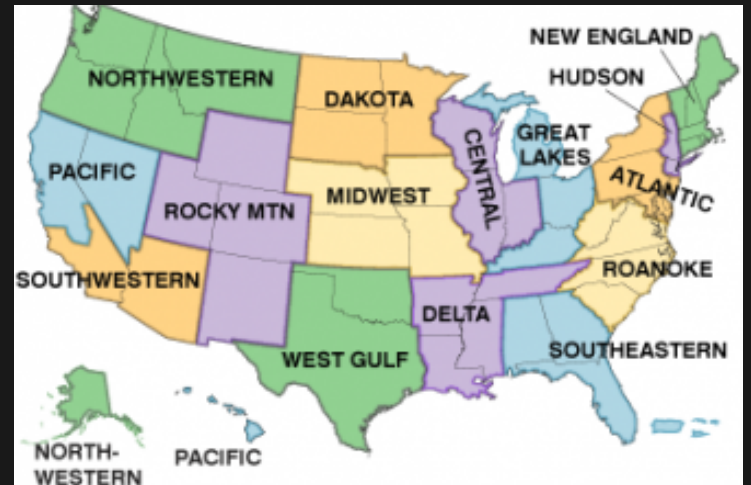 NEW ENGLAND
HUDSON
NORTHWESTERN
DAKOTA
GREAT
LAKES
CENTRAL
PACIFIC
MIDWEST
ATLANTIC
ROCKY MTN
ROANOKE
SOUTHWESTERN
DELTA
SOUTHEASTERN
WEST GULF
NORTH-
WESTERN
PACIFIC